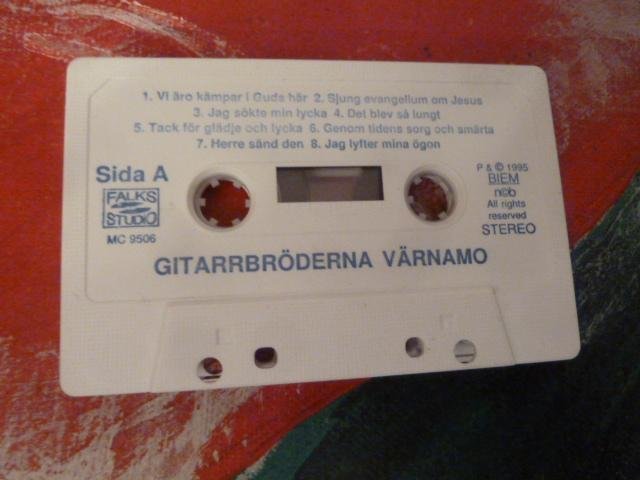 1. Vi äro kämpar i Guds här 2. Sjung evangelium om Jesus
3. Jag sökte min lycka 4. Det blev så lungt
5. Tack för glädje och lycka 6. Genom tidens sorg och smärta
7. Herre sänd den 8. Jag lyfter mina ögon
Sida A
FALKS
STUDIO
MC 9506
P & © 1995
BIEM
n©b
All rights
reserved
STEREO
GITARRBRÖDERNA VÄRNAMO